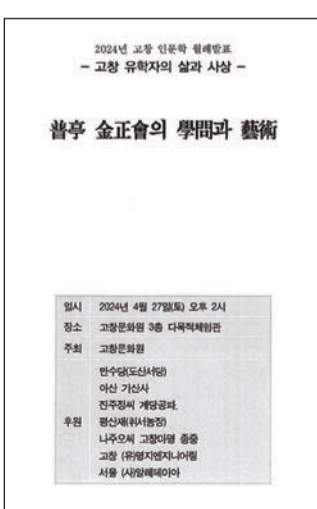 2024년 고창 인문학 월례발표
- 고창 유학자의 삶과 사상 -
普亭 金正會의 學問과 藝術
일시 2024년 4월 27일(토) 오후 2시
장소 고창문화원 3층 다목적체험관
주최 고창문화원
후원 만수당(도산서당)
아산 기산사
진주정씨 계당공파
평산재(취서농장)
나주오씨 고창아명 종중
고창 (유)명지엔지니어링
서울 (사)알레테이아